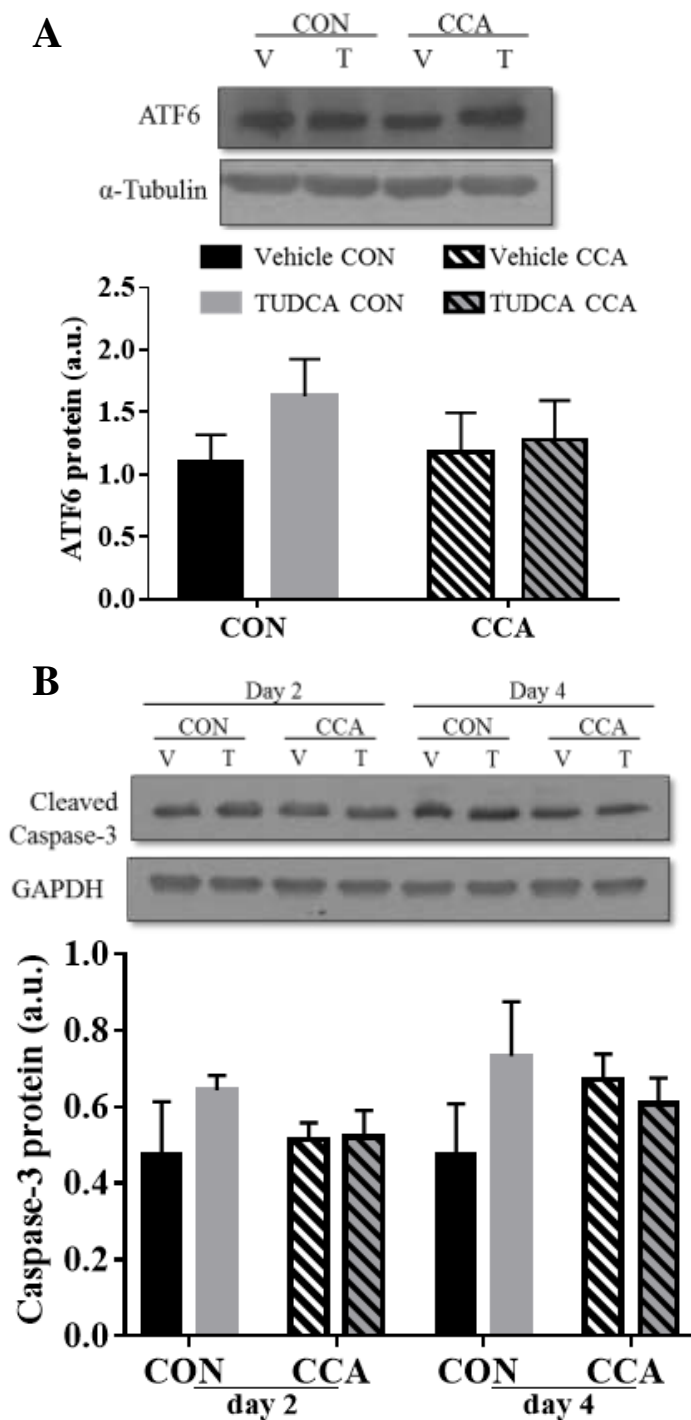 A
CON CCA
V T V T
ATF6
α-Tubulin
Vehicle CON Vehicle CCA
TUDCA CON TUDCA CCA
ATF6 protein (a.u.)
2.5
2.0
1.5
1.0
0.5
0.0
CON CCA
B
Day 2 Day 4
CON CCA CON CCA
V T V T V T V T
Cleaved
Caspase-3
GAPDH
Caspase-3 protein (a.u.)
1.0
0.8
0.6
0.4
0.2
0.0
CON CCA CON CCA
day 2 day 4